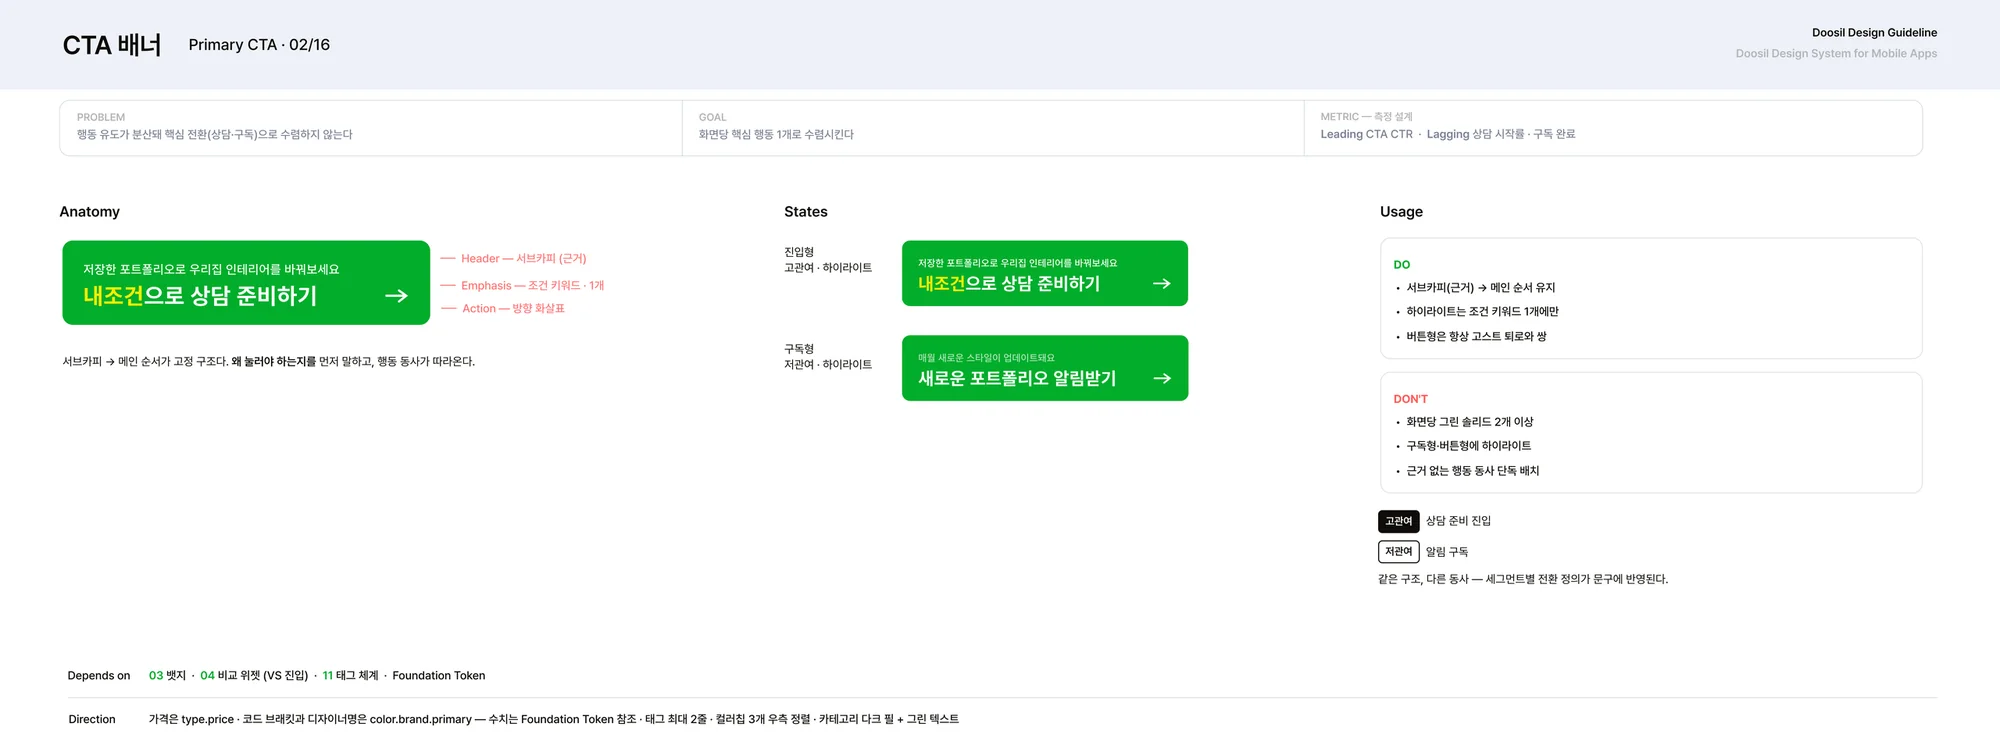 CTA 배너
Primary CTA · 02/16
Doosil Design Guideline
Doosil Design System for Mobile Apps
PROBLEM
행동 유도가 분산돼 핵심 전환(상담·구독)으로 수렴하지 않는다
GOAL
화면당 핵심 행동 1개로 수렴시킨다
METRIC — 측정 설계
Leading CTA CTR · Lagging 상담 시작률 · 구독 완료
Anatomy
저장한 포트폴리오로 우리집 인테리어를 바꿔보세요
내조건으로 상담 준비하기 →
Header — 서브카피 (근거)
Emphasis — 조건 키워드 · 1개
Action — 방향 화살표
서브카피 → 메인 순서가 고정 구조다. 왜 눌러야 하는지를 먼저 말하고, 행동 동사가 따라온다.
States
진입형
고관여 · 하이라이트
저장한 포트폴리오로 우리집 인테리어를 바꿔보세요
내조건으로 상담 준비하기 →
구독형
저관여 · 하이라이트
매월 새로운 스타일이 업데이트돼요
새로운 포트폴리오 알림받기 →
Usage
DO
• 서브카피(근거) → 메인 순서 유지
• 하이라이트는 조건 키워드 1개에만
• 버튼형은 항상 고스트 퇴로와 쌍
DON'T
• 화면당 그린 솔리드 2개 이상
• 구독형·버튼형에 하이라이트
• 근거 없는 행동 동사 단독 배치
고관여 상담 준비 진입
저관여 알림 구독
같은 구조, 다른 동사 — 세그먼트별 전환 정의가 문구에 반영된다.
Depends on 03 뱃지 · 04 비교 위젯 (VS 진입) · 11 태그 체계 · Foundation Token
Direction 가격은 type.price · 코드 브래킷과 디자이너명은 color.brand.primary — 수치는 Foundation Token 참조 · 태그 최대 2줄 · 컬러칩 3개 우측 정렬 · 카테고리 다크 필 + 그린 텍스트